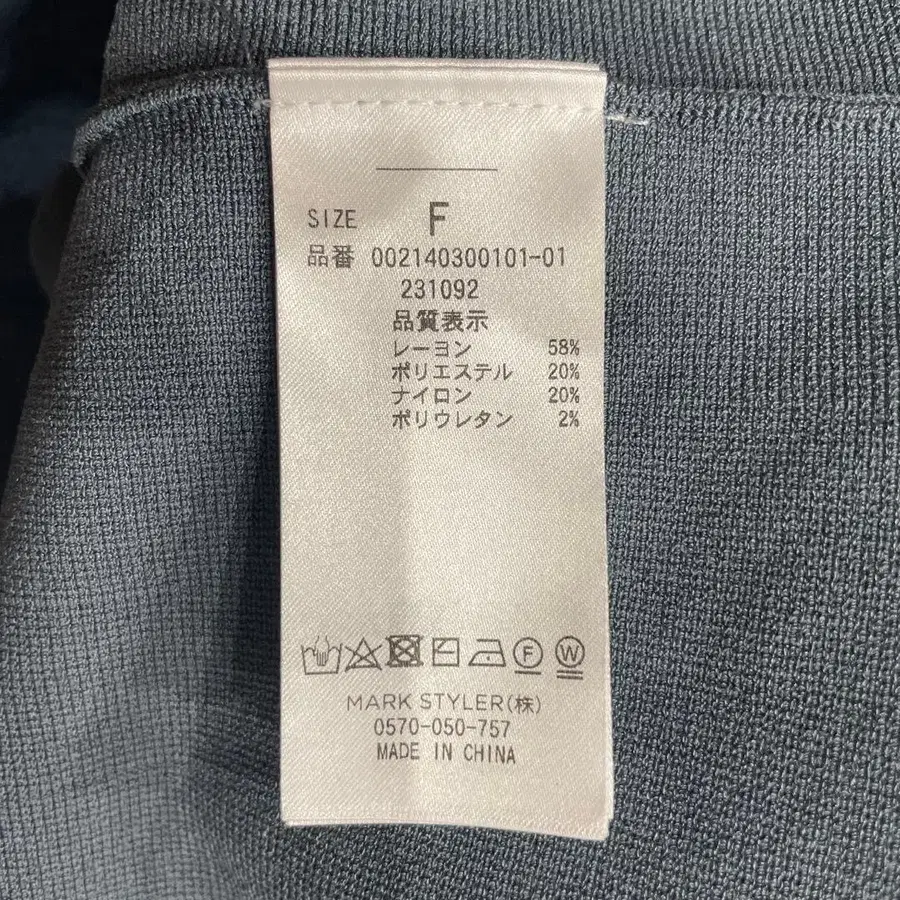 SIZE F
品番 002140300101-01
231092
品質表示
レーヨン 58%
ポリエステル 20%
ナイロン 20%
ポリウレタン 2%
F W
MARK STYLER(株)
0570-050-757
MADE IN CHINA